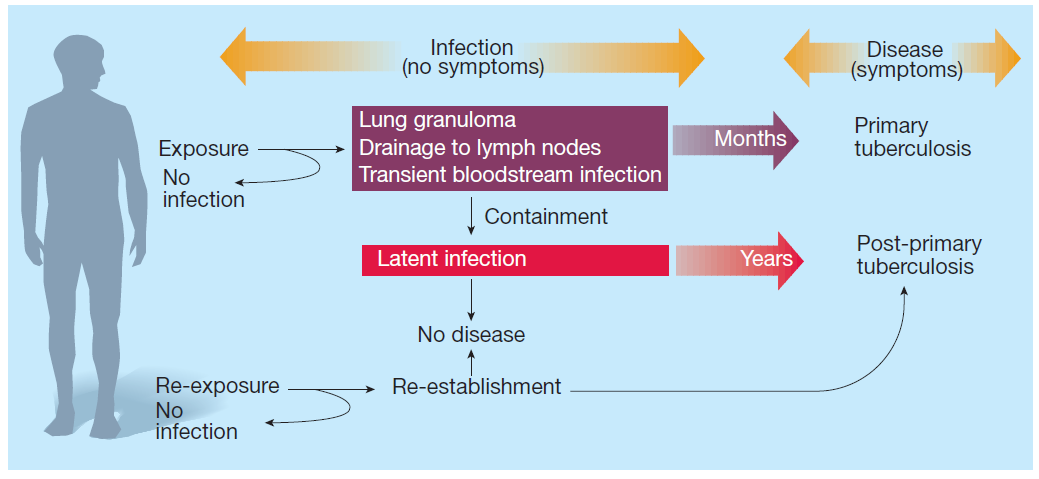 Infection
(no symptoms)
Disease
(symptoms)
Exposure
No
infection
Lung granuloma
Drainage to lymph nodes
Transient bloodstream infection
Months
Primary
tuberculosis
Containment
Latent infection
Years
Post-primary
tuberculosis
No disease
Re-exposure
No
infection
Re-establishment